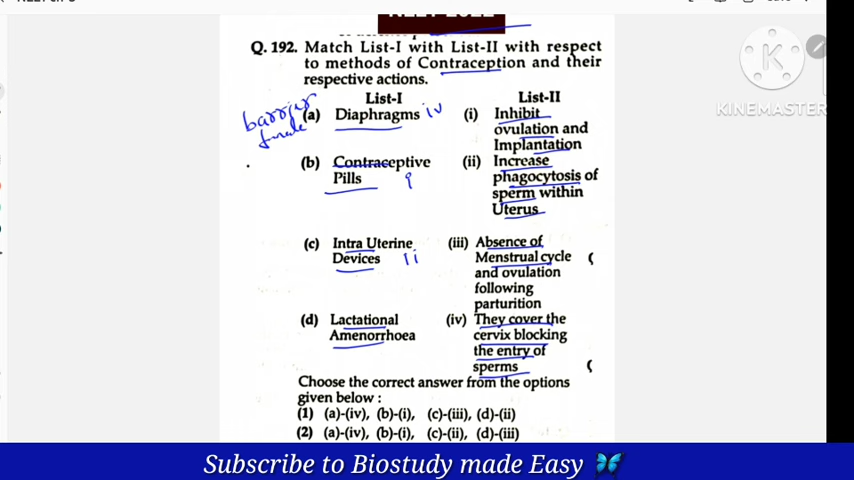 Q. 192. Match List-I with List-II with respect
to methods of Contraception and their
respective actions.
List-I List-II
barrier
female
(a) Diaphragms iv (i) Inhibit
ovulation and
Implantation
(b) Contraceptive (ii) Increase
Pills i phagocytosis of
sperm within
Uterus
(c) Intra Uterine (iii) Absence of
Devices ii Menstrual cycle
and ovulation
following
parturition
(d) Lactational (iv) They cover the
Amenorrhoea cervix blocking
the entry of
sperms
Choose the correct answer from the options
given below :
(1) (a)-(iv), (b)-(i), (c)-(iii), (d)-(ii)
(2) (a)-(iv), (b)-(i), (c)-(ii), (d)-(iii)
KINEMASTER
Subscribe to Biostudy made Easy 🦋